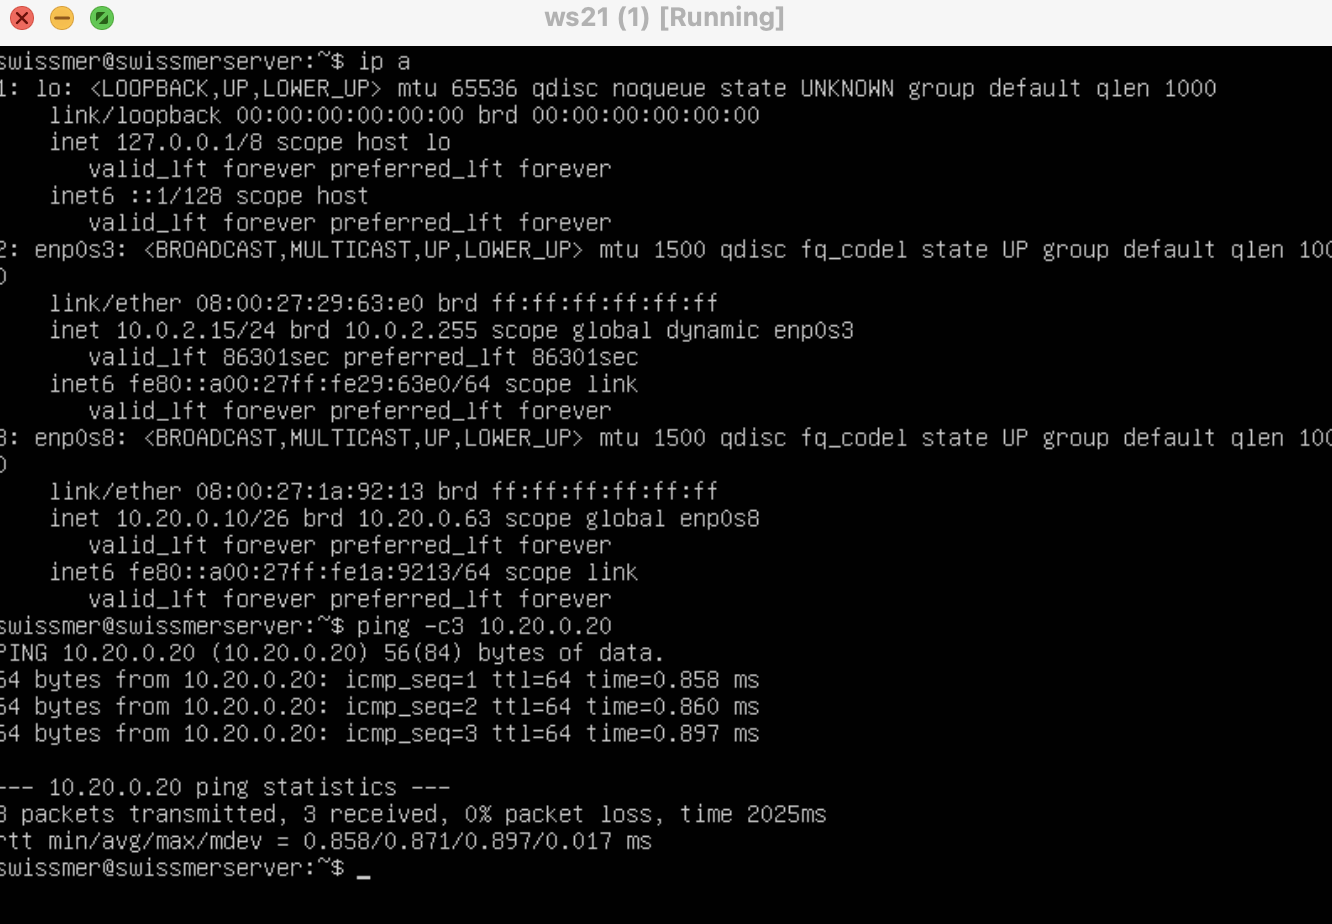 ws21 (1) [Running]
swissmer@swissmerserver:~$ ip a
1: lo: <LOOPBACK,UP,LOWER_UP> mtu 65536 qdisc noqueue state UNKNOWN group default qlen 1000
    link/loopback 00:00:00:00:00:00 brd 00:00:00:00:00:00
    inet 127.0.0.1/8 scope host lo
       valid_lft forever preferred_lft forever
    inet6 ::1/128 scope host
       valid_lft forever preferred_lft forever
2: enp0s3: <BROADCAST,MULTICAST,UP,LOWER_UP> mtu 1500 qdisc fq_codel state UP group default qlen 100
0
    link/ether 08:00:27:29:63:e0 brd ff:ff:ff:ff:ff:ff
    inet 10.0.2.15/24 brd 10.0.2.255 scope global dynamic enp0s3
       valid_lft 86301sec preferred_lft 86301sec
    inet6 fe80::a00:27ff:fe29:63e0/64 scope link
       valid_lft forever preferred_lft forever
3: enp0s8: <BROADCAST,MULTICAST,UP,LOWER_UP> mtu 1500 qdisc fq_codel state UP group default qlen 100
0
    link/ether 08:00:27:1a:92:13 brd ff:ff:ff:ff:ff:ff
    inet 10.20.0.10/26 brd 10.20.0.63 scope global enp0s8
       valid_lft forever preferred_lft forever
    inet6 fe80::a00:27ff:fe1a:9213/64 scope link
       valid_lft forever preferred_lft forever
swissmer@swissmerserver:~$ ping -c3 10.20.0.20
PING 10.20.0.20 (10.20.0.20) 56(84) bytes of data.
64 bytes from 10.20.0.20: icmp_seq=1 ttl=64 time=0.858 ms
64 bytes from 10.20.0.20: icmp_seq=2 ttl=64 time=0.860 ms
64 bytes from 10.20.0.20: icmp_seq=3 ttl=64 time=0.897 ms

--- 10.20.0.20 ping statistics ---
3 packets transmitted, 3 received, 0% packet loss, time 2025ms
rtt min/avg/max/mdev = 0.858/0.871/0.897/0.017 ms
swissmer@swissmerserver:~$ _